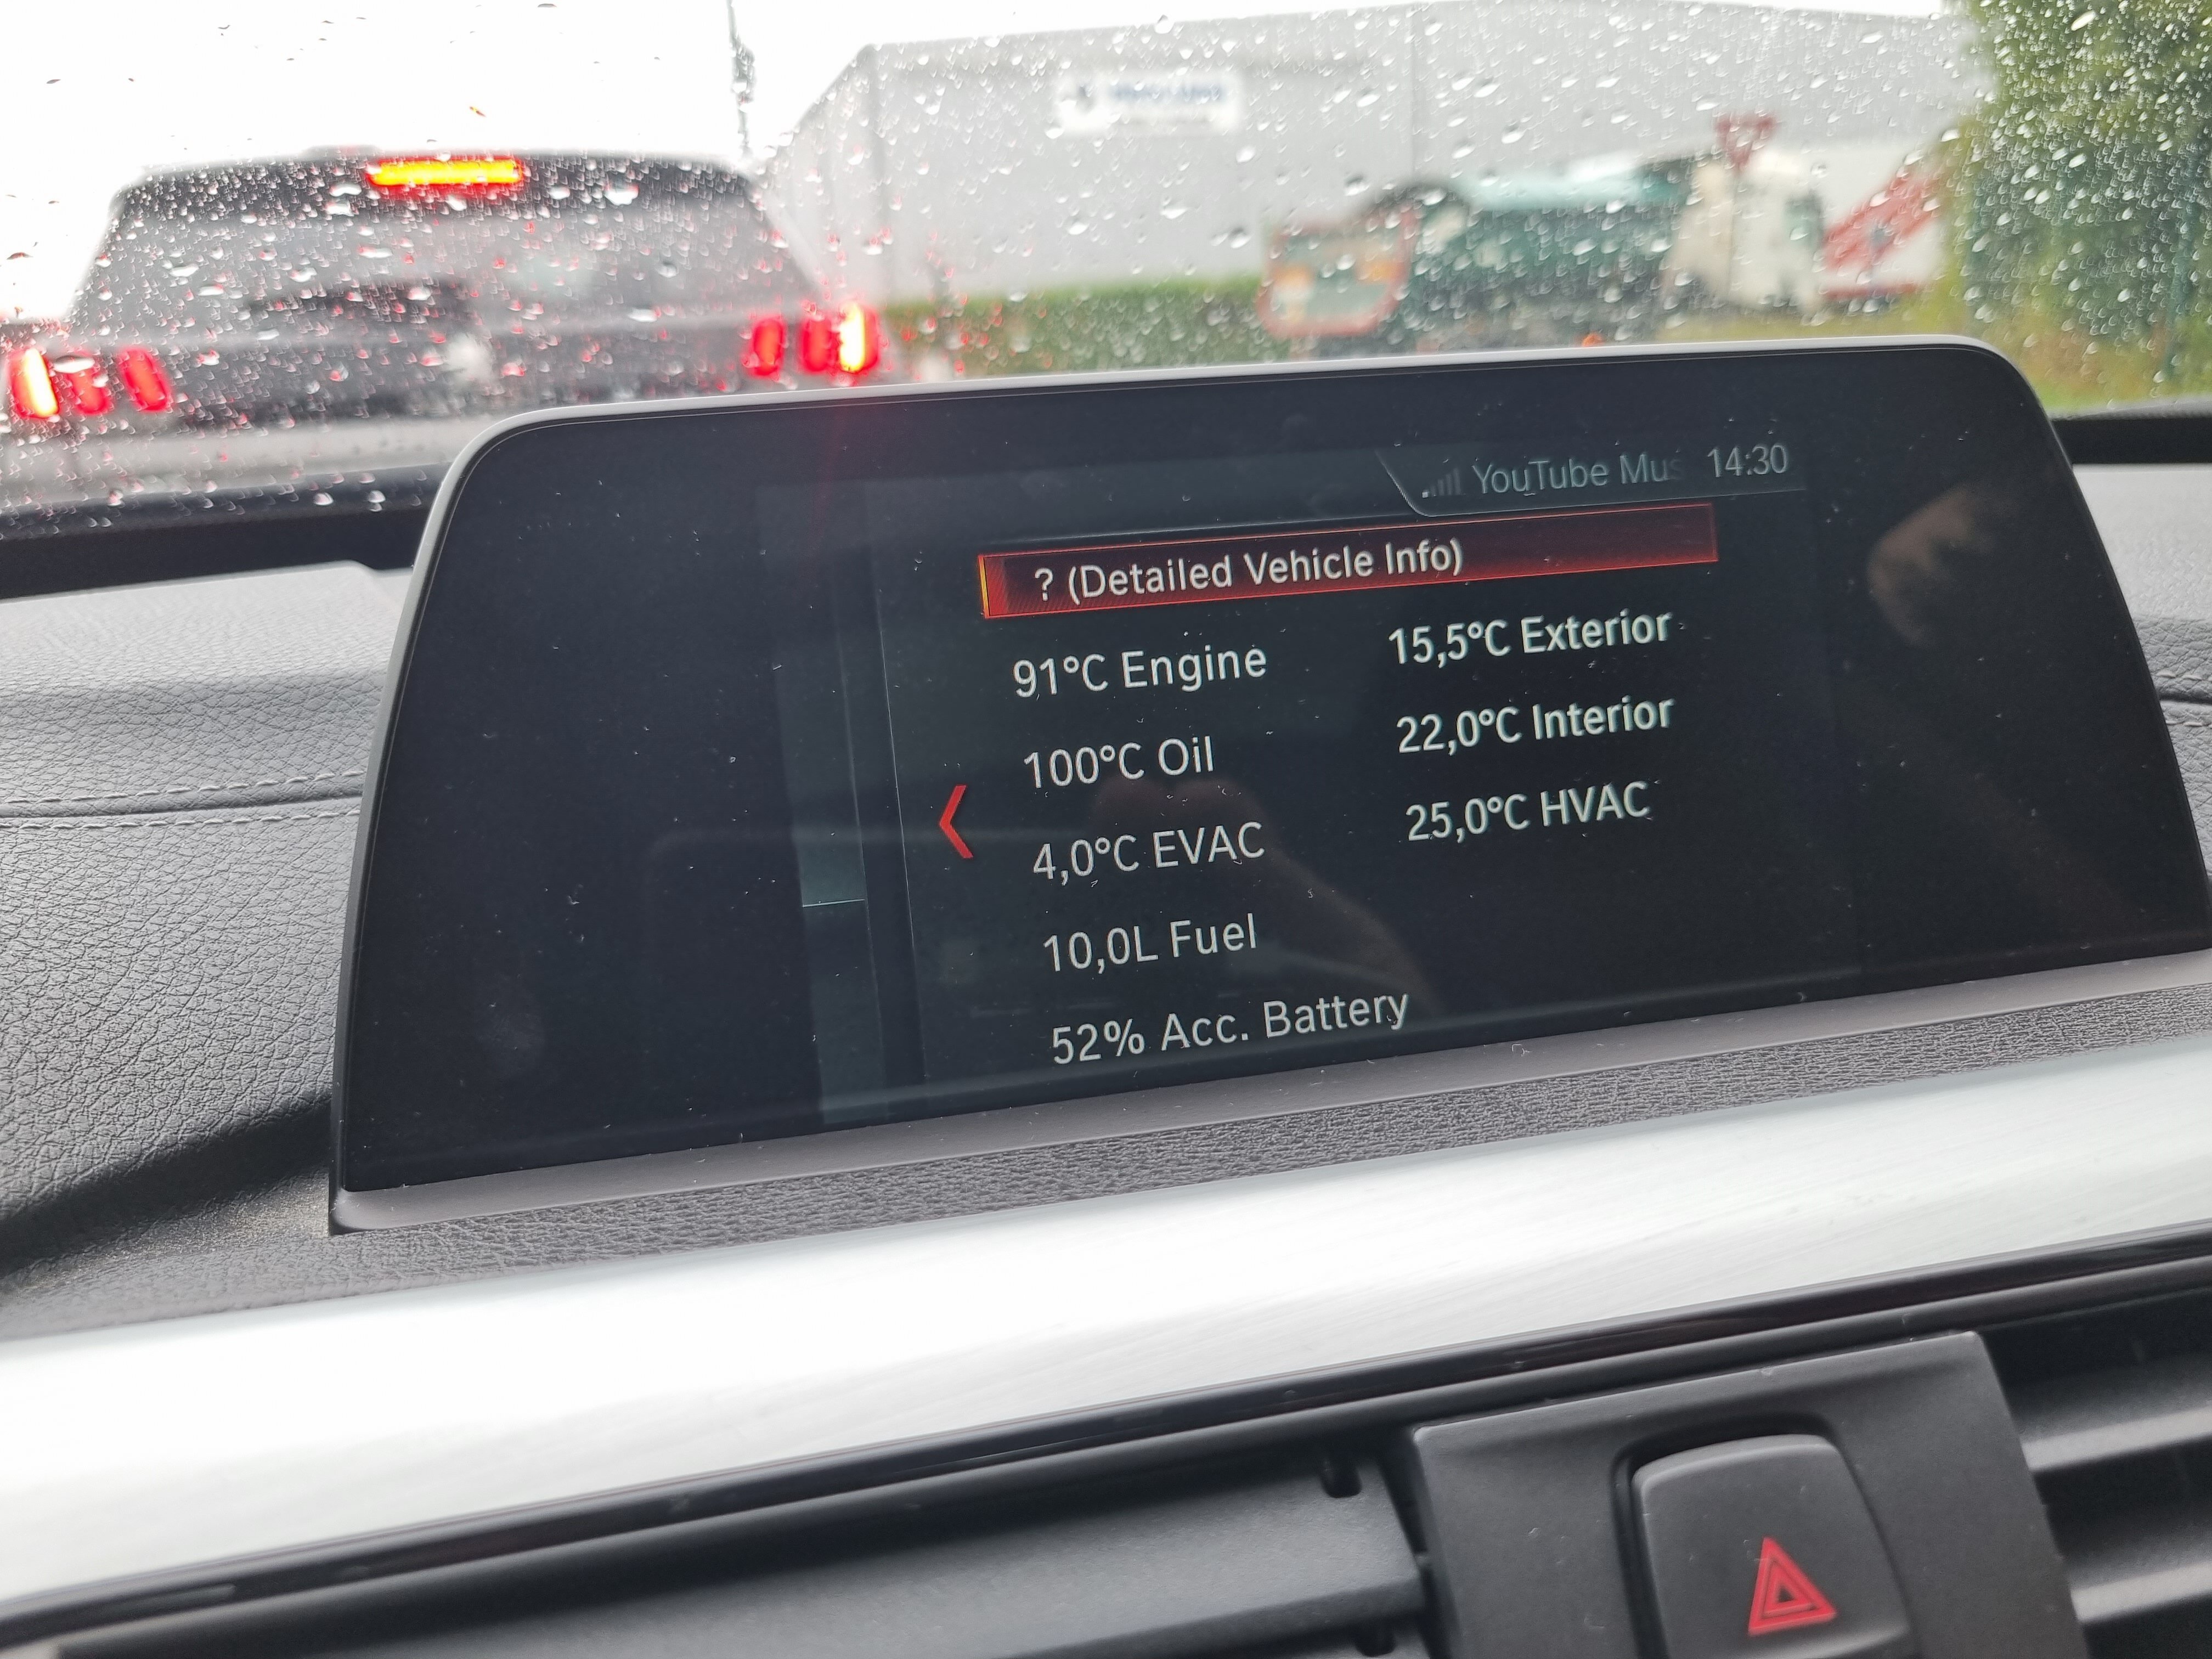 YouTube Mus 14:30
? (Detailed Vehicle Info)
91°C Engine
15,5°C Exterior
100°C Oil
22,0°C Interior
4,0°C EVAC
25,0°C HVAC
10,0L Fuel
52% Acc. Battery